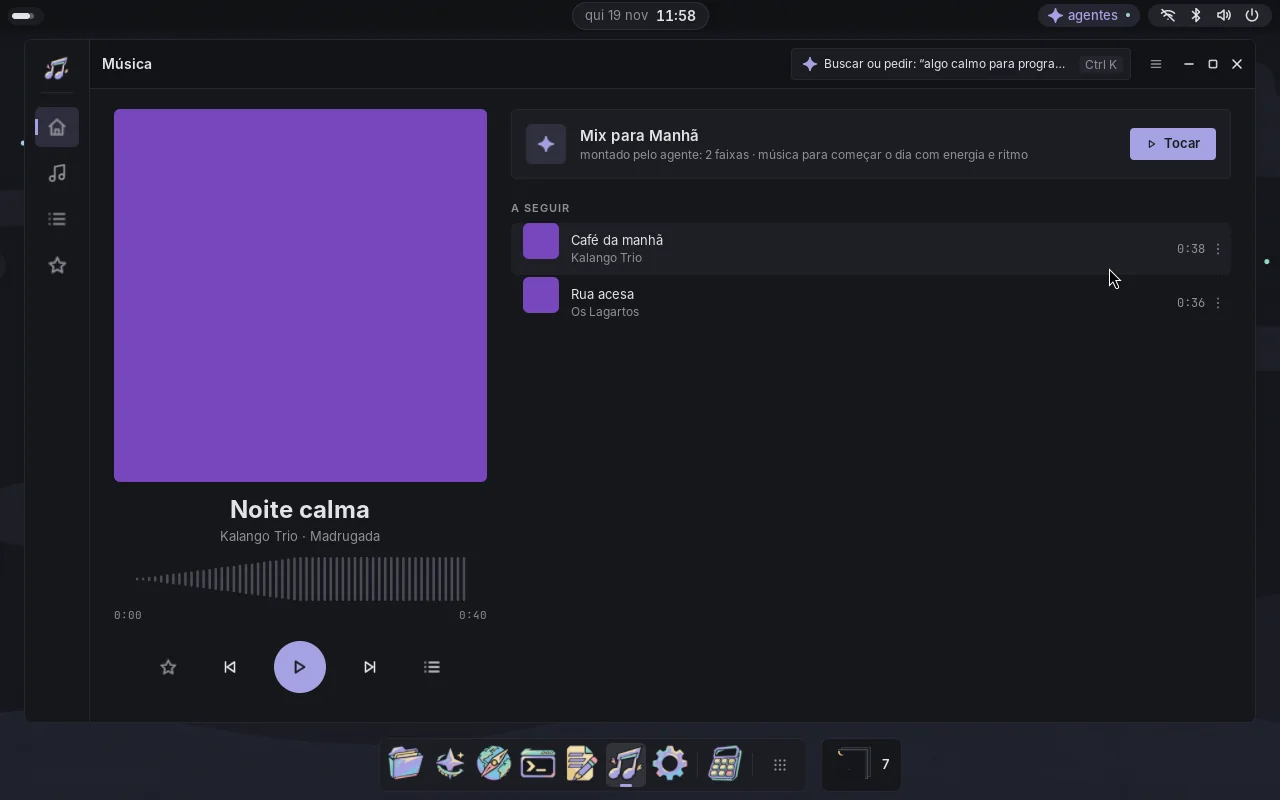 qui 19 nov 11:58
agentes
Música
Buscar ou pedir: “algo calmo para progra… Ctrl K
Mix para Manhã
montado pelo agente: 2 faixas · música para começar o dia com energia e ritmo
Tocar
A SEGUIR
Café da manhã
Kalango Trio
0:38
Rua acesa
Os Lagartos
0:36
Noite calma
Kalango Trio · Madrugada
0:00 0:40
7